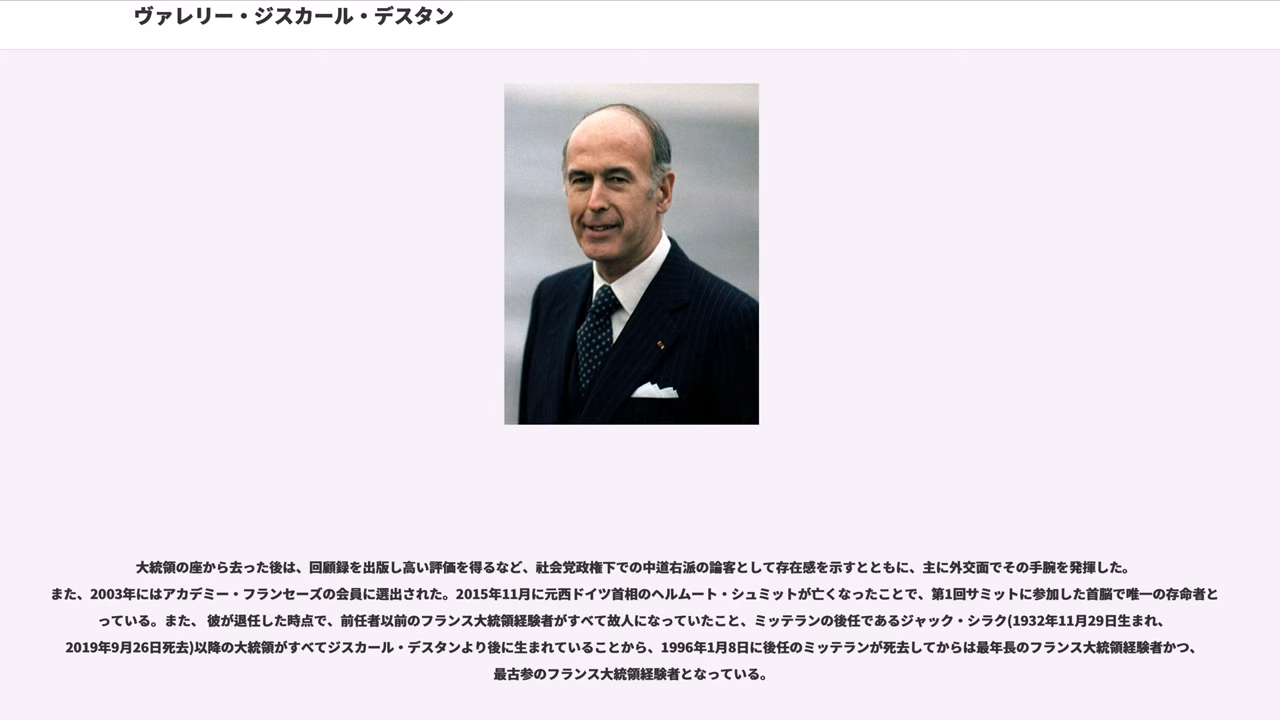 ヴァレリー・ジスカール・デスタン
大統領の座から去った後は、回顧録を出版し高い評価を得るなど、社会党政権下での中道右派の論客として存在感を示すとともに、主に外交面でその手腕を発揮した。
また、2003年にはアカデミー・フランセーズの会員に選出された。2015年11月に元西ドイツ首相のヘルムート・シュミットが亡くなったことで、第1回サミットに参加した首脳で唯一の存命者と
っている。また、 彼が退任した時点で、前任者以前のフランス大統領経験者がすべて故人になっていたこと、ミッテランの後任であるジャック・シラク(1932年11月29日生まれ、
2019年9月26日死去)以降の大統領がすべてジスカール・デスタンより後に生まれていることから、1996年1月8日に後任のミッテランが死去してからは最年長のフランス大統領経験者かつ、
最古参のフランス大統領経験者となっている。